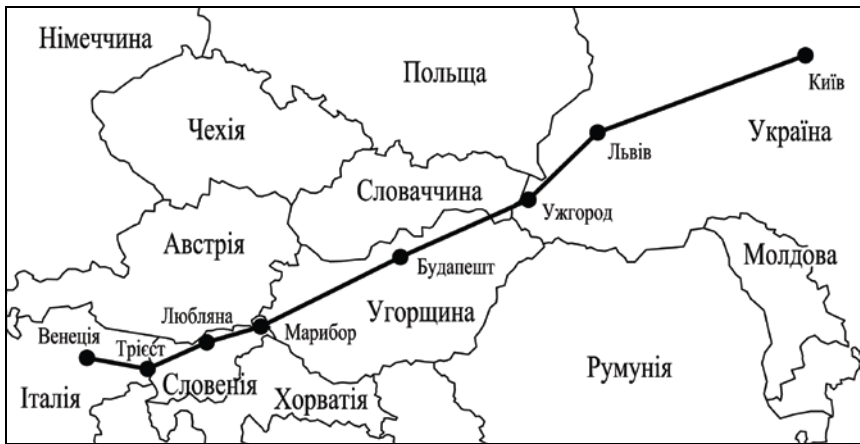 Німеччина
Польща
Київ
Чехія
Україна
Львів
Словаччина
Ужгород
Австрія
Молдова
Будапешт
Любляна
Угорщина
Венеція
Трієст
Марибор
Румунія
Італія
Словенія
Хорватія